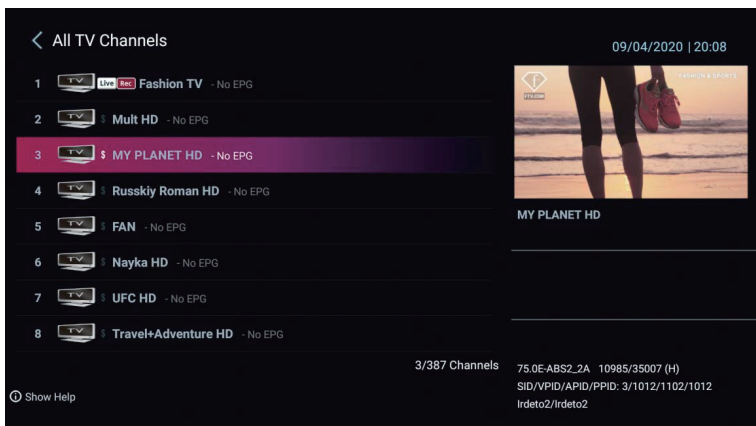 All TV Channels
09/04/2020 | 20:08
1 TV Live Rec Fashion TV - No EPG
2 TV $ Mult HD - No EPG
3 TV $ MY PLANET HD - No EPG
4 TV $ Russkiy Roman HD - No EPG
5 TV $ FAN - No EPG
6 TV $ Nayka HD - No EPG
7 TV $ UFC HD - No EPG
8 TV $ Travel+Adventure HD - No EPG
3/387 Channels
Show Help
f
FTV.COM
FASHION & SPORTS
MY PLANET HD
75.0E-ABS2_2A 10985/35007 (H)
SID/VPID/APID/PPID: 3/1012/1102/1012
Irdeto2/Irdeto2